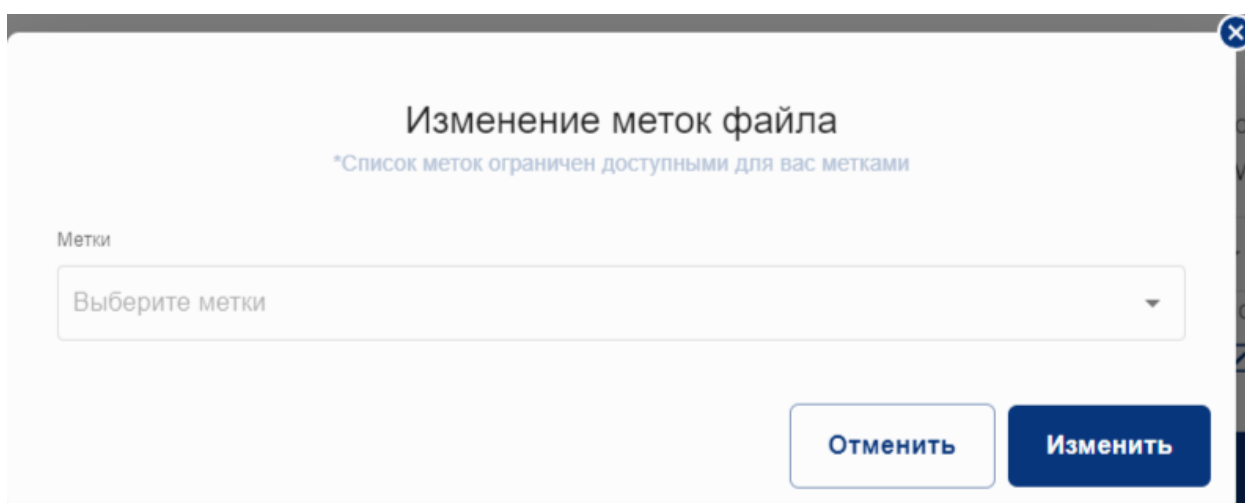 Изменение меток файла
*Список меток ограничен доступными для вас метками
Метки
Выберите метки
Отменить
Изменить